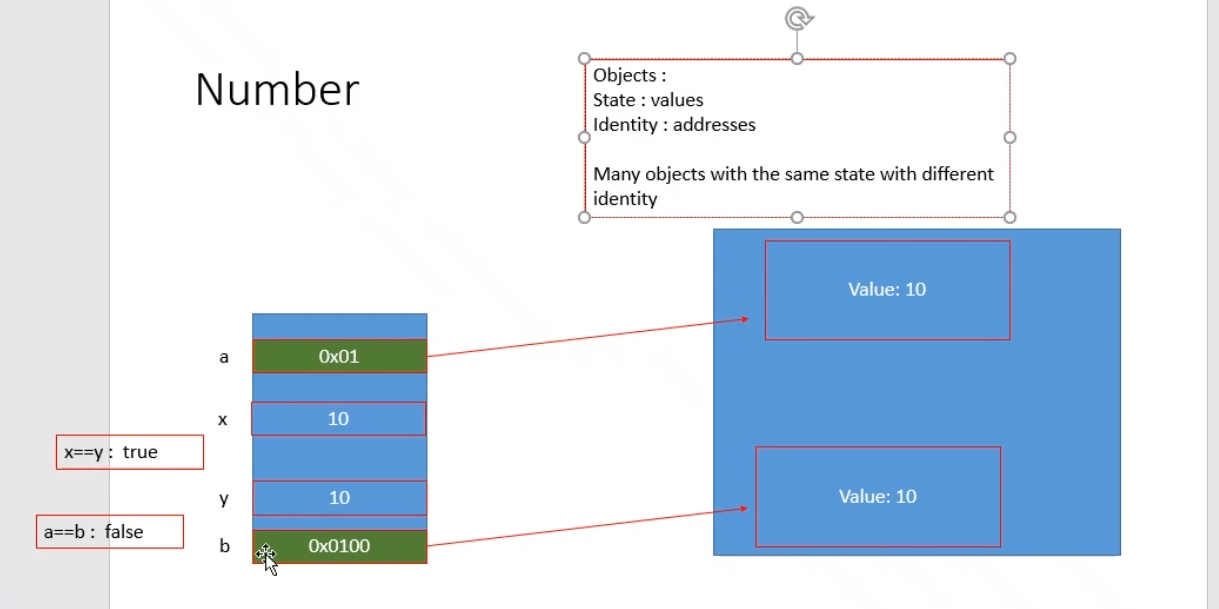 Number
Objects :
State : values
Identity : addresses
Many objects with the same state with different
identity
Value: 10
a
0x01
x
10
x==y :  true
y
10
Value: 10
a==b :  false
b
0x0100